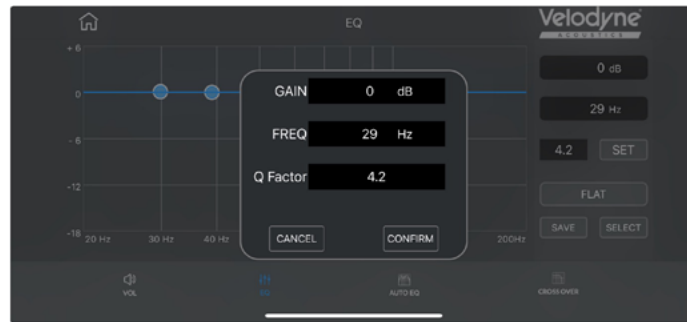 EQ
Velodyne
ACOUSTICS
+6
0
-6
-12
-18
20 Hz
30 Hz
40 Hz
200Hz
GAIN 0 dB
FREQ 29 Hz
Q Factor 4.2
CANCEL CONFIRM
0 dB
29 Hz
4.2 SET
FLAT
SAVE SELECT
VOL
EQ
AUTO EQ
CROSS OVER